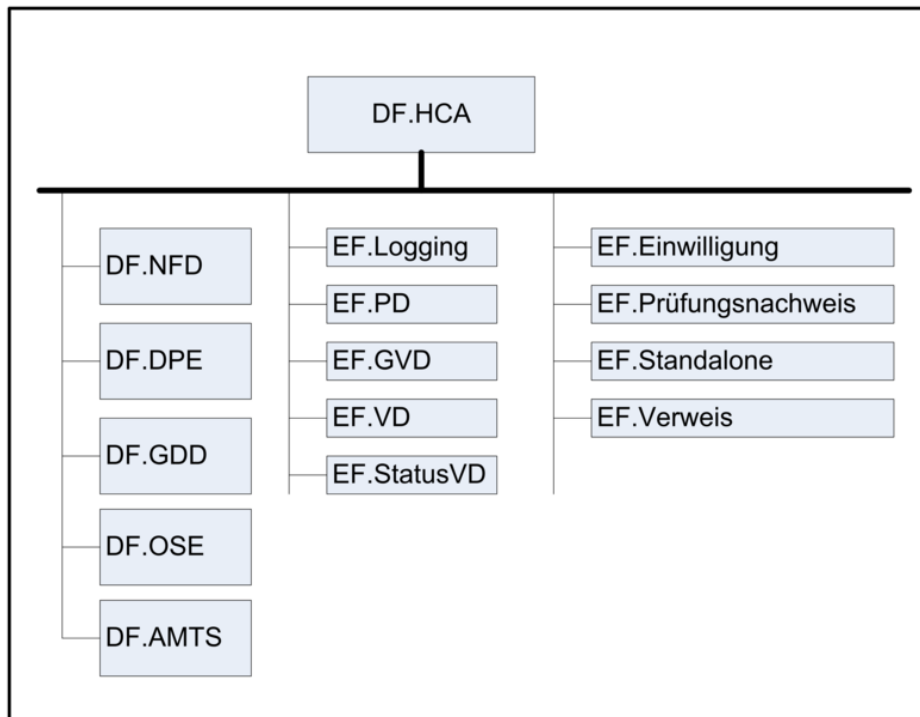 DF.HCA
DF.NFD
DF.DPE
DF.GDD
DF.OSE
DF.AMTS
EF.Logging
EF.PD
EF.GVD
EF.VD
EF.StatusVD
EF.Einwilligung
EF.Prüfungsnachweis
EF.Standalone
EF.Verweis